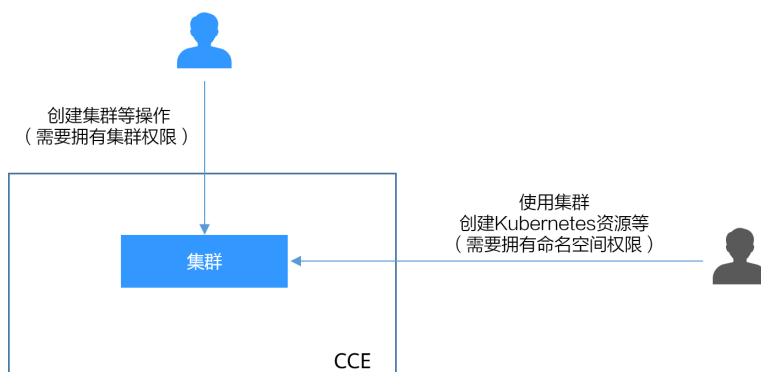 创建集群等操作
（需要拥有集群权限）
使用集群
创建Kubernetes资源等
（需要拥有命名空间权限）
集群
CCE